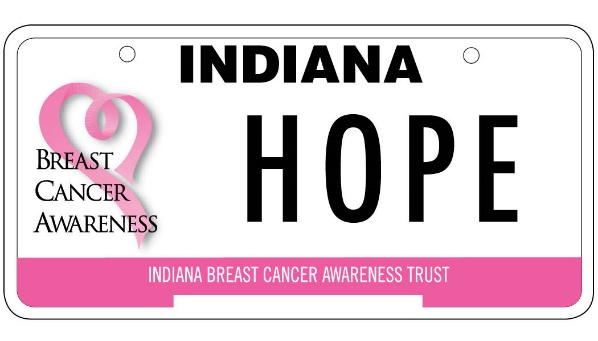 INDIANA
HOPE
BREAST
CANCER
AWARENESS
INDIANA BREAST CANCER AWARENESS TRUST